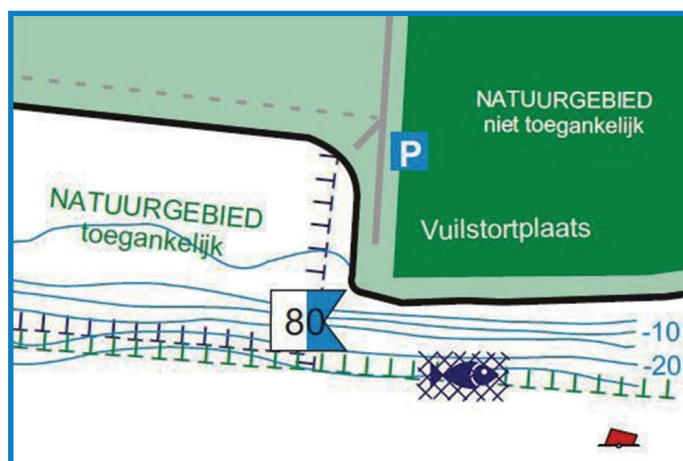 NATUURGEBIED
niet toegankelijk
P
NATUURGEBIED
toegankelijk
Vuilstortplaats
80
-10
-20